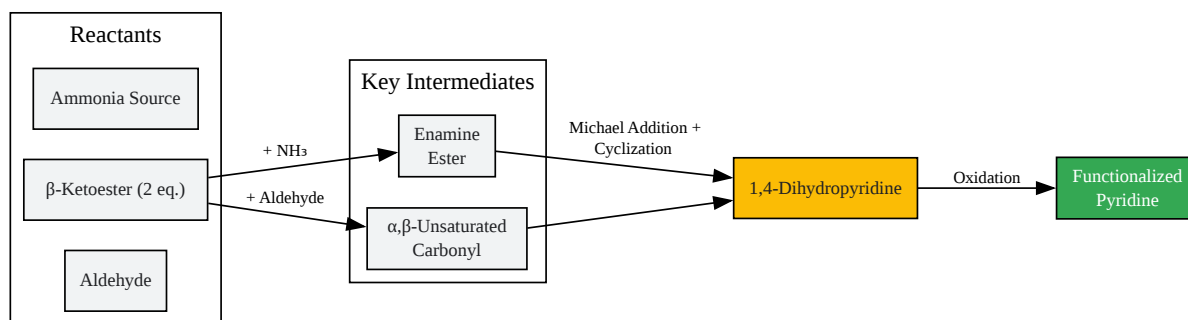 Reactants
Ammonia Source
β-Ketoester (2 eq.)
Aldehyde
+ NH₃
+ Aldehyde
Key Intermediates
Enamine
Ester
α,β-Unsaturated
Carbonyl
Michael Addition +
Cyclization
1,4-Dihydropyridine
Oxidation
Functionalized
Pyridine